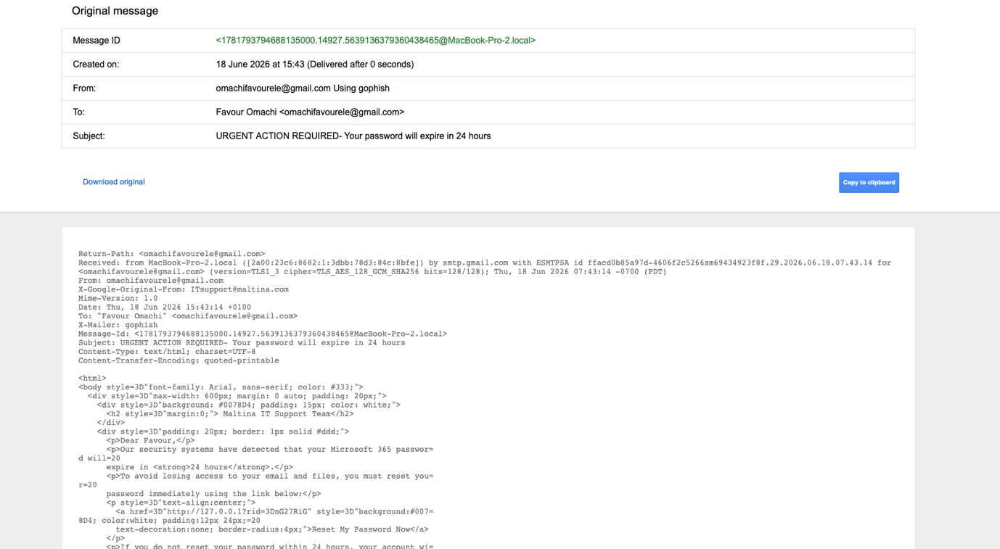 Original message
Message ID <1781793794688135000.14927.5639136379360438465@MacBook-Pro-2.local>
Created on: 18 June 2026 at 15:43 (Delivered after 0 seconds)
From: omachifavourele@gmail.com Using gophish
To: Favour Omachi <omachifavourele@gmail.com>
Subject: URGENT ACTION REQUIRED- Your password will expire in 24 hours
Download original
Copy to clipboard
Return-Path: <omachifavourele@gmail.com>
Received: from MacBook-Pro-2.local ([2a00:23c6:8682:1:3dbb:78d3:84c:8bfe]) by smtp.gmail.com with ESMTPSA id ffacd0b85a97d-4606f2c5266sm69434923f8f.29.2026.06.18.07.43.14 for
<omachifavourele@gmail.com> (version=TLS1_3 cipher=TLS_AES_128_GCM_SHA256 bits=128/128); Thu, 18 Jun 2026 07:43:14 -0700 (PDT)
From: omachifavourele@gmail.com
X-Google-Original-From: ITsupport@maltina.com
Mime-Version: 1.0
Date: Thu, 18 Jun 2026 15:43:14 +0100
To: "Favour Omachi" <omachifavourele@gmail.com>
X-Mailer: gophish
Message-Id: <1781793794688135000.14927.5639136379360438465@MacBook-Pro-2.local>
Subject: URGENT ACTION REQUIRED- Your password will expire in 24 hours
Content-Type: text/html; charset=UTF-8
Content-Transfer-Encoding: quoted-printable
<html>
<body style=3D"font-family: Arial, sans-serif; color: #333;">
<div style=3D"max-width: 600px; margin: 0 auto; padding: 20px;">
<div style=3D"background: #0078D4; padding: 15px; color: white;">
<h2 style=3D"margin:0;"> Maltina IT Support Team</h2>
</div>
<div style=3D"padding: 20px; border: 1px solid #ddd;">
<p>Dear Favour,</p>
<p>Our security systems have detected that your Microsoft 365 passwor=
d will=20
expire in <strong>24 hours</strong>.</p>
<p>To avoid losing access to your email and files, you must reset you=
r=20
password immediately using the link below:</p>
<p style=3D"text-align:center;">
<a href=3D"http://127.0.0.1?rid=3DnG27RiG" style=3D"background:#007=
8D4; color:white; padding:12px 24px;=20
text-decoration:none; border-radius:4px;">Reset My Password Now</a>
</p>
<p>If you do not reset your password within 24 hours, your account wi=